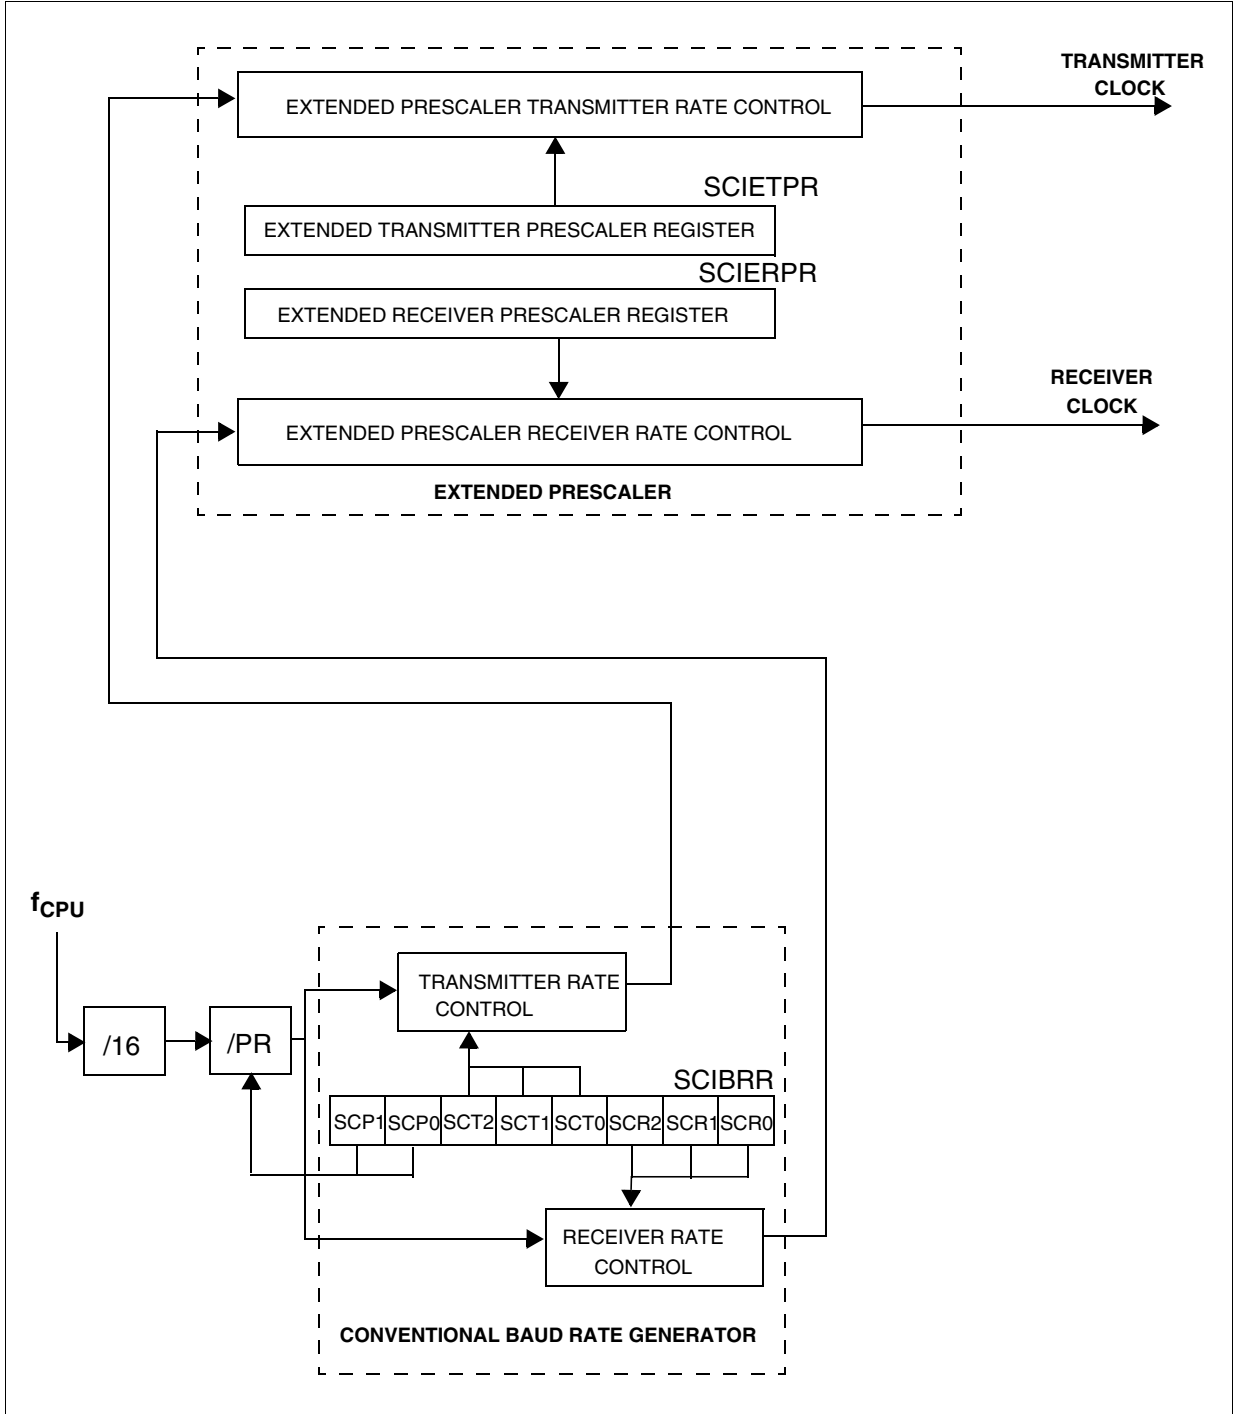 TRANSMITTER
CLOCK
EXTENDED PRESCALER TRANSMITTER RATE CONTROL
SCIETPR
EXTENDED TRANSMITTER PRESCALER REGISTER
SCIERPR
EXTENDED RECEIVER PRESCALER REGISTER
RECEIVER
CLOCK
EXTENDED PRESCALER RECEIVER RATE CONTROL
EXTENDED PRESCALER
fCPU
TRANSMITTER RATE
CONTROL
/16
/PR
SCIBRR
SCP1 SCP0 SCT2 SCT1 SCT0 SCR2 SCR1 SCR0
RECEIVER RATE
CONTROL
CONVENTIONAL BAUD RATE GENERATOR